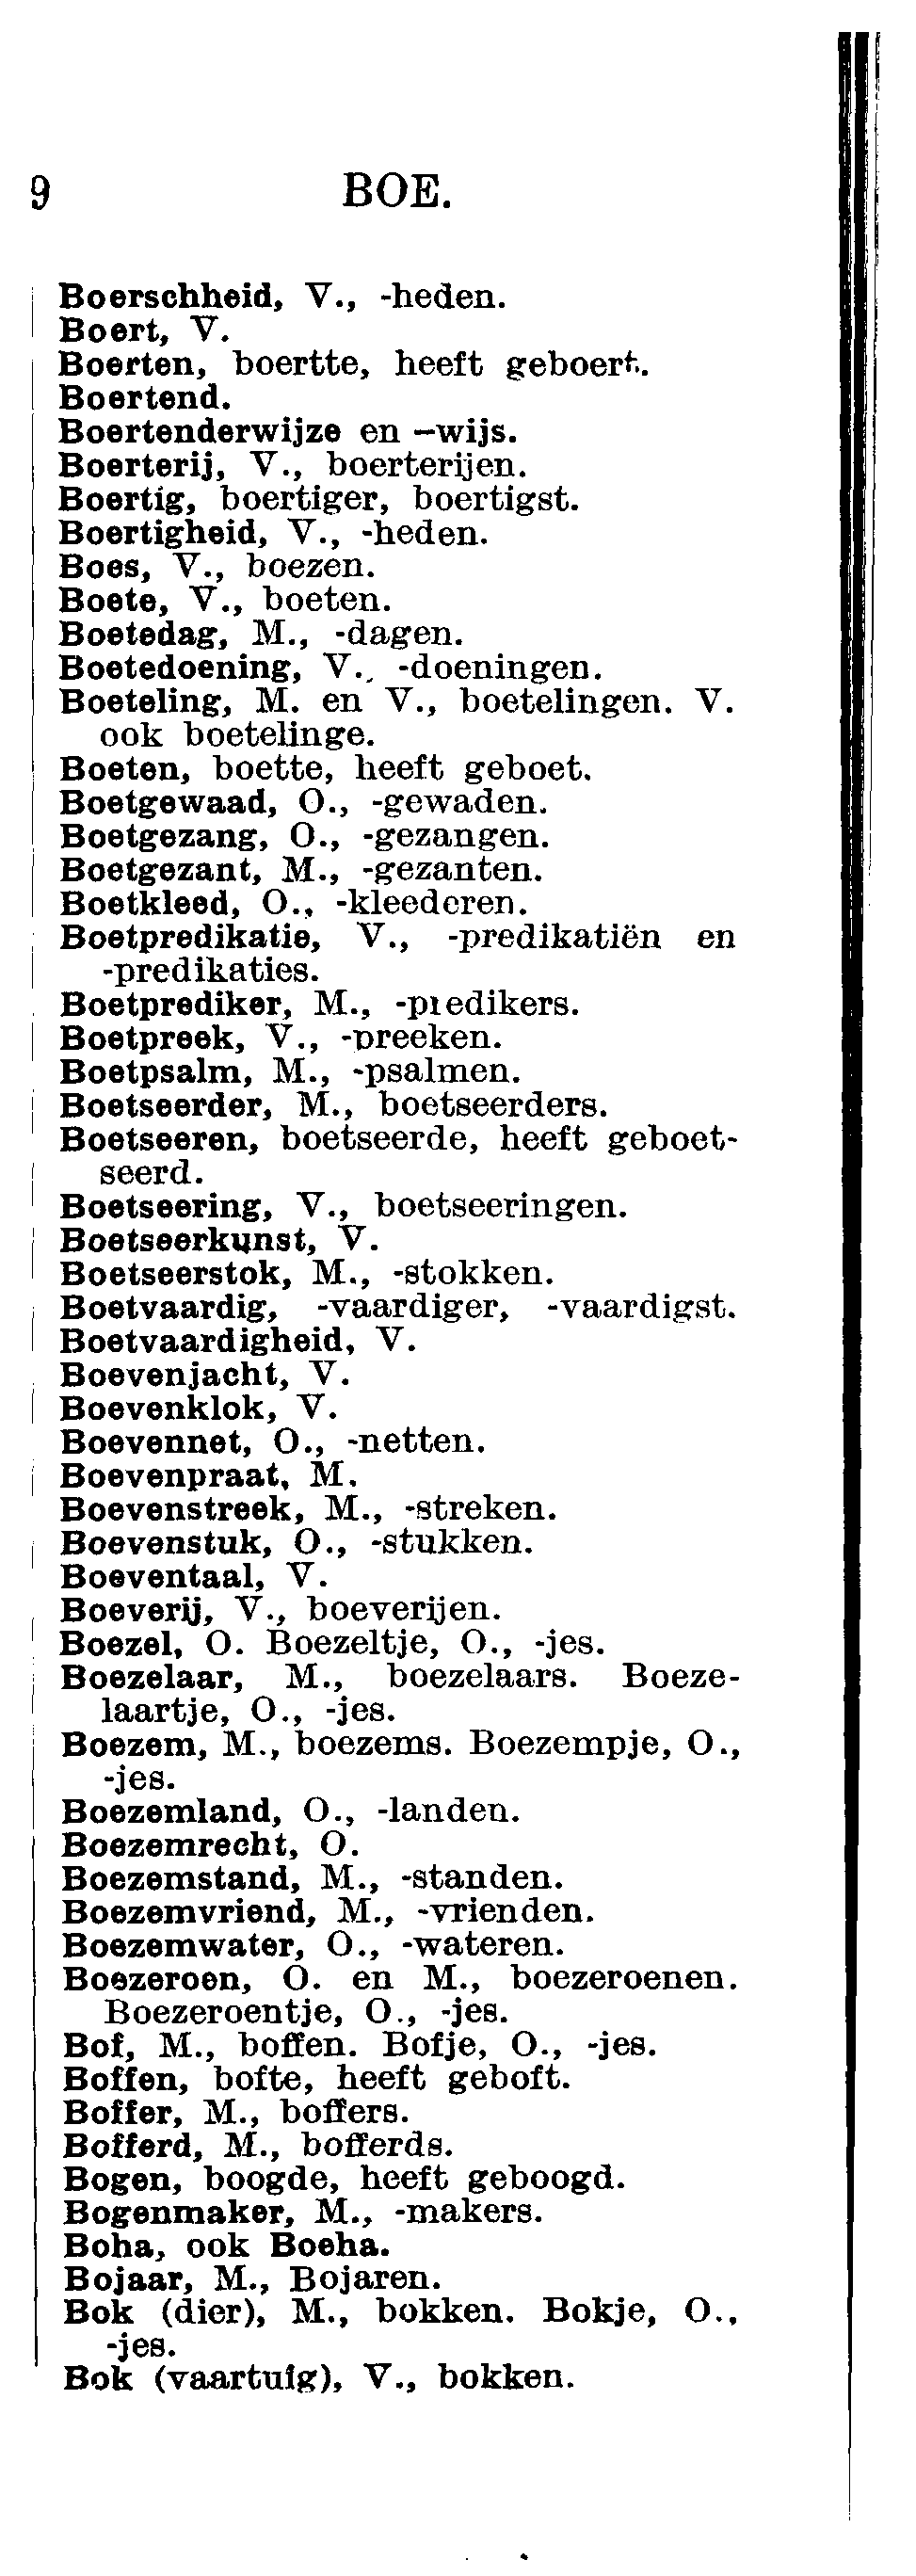 9 BOE.
Boerschheid, V., -heden.
Boert, V.
Boerten, boertte, heeft geboert.
Boertend.
Boertenderwijze en –wijs.
Boerterij, V., boerterijen.
Boertig, boertiger, boertigst.
Boertigheid, V., -heden.
Boes, V., boezen.
Boete, V., boeten.
Boetedag, M., -dagen.
Boetedoening, V., -doeningen.
Boeteling, M. en V., boetelingen. V.
ook boetelinge.
Boeten, boette, heeft geboet.
Boetgewaad, O., -gewaden.
Boetgezang, O., -gezangen.
Boetgezant, M., -gezanten.
Boetkleed, O., -kleederen.
Boetpredikatie, V., -predikatiën en
-predikaties.
Boetprediker, M., -predikers.
Boetpreek, V., -preeken.
Boetpsalm, M., -psalmen.
Boetseerder, M., boetseerders.
Boetseeren, boetseerde, heeft geboet-
seerd.
Boetseering, V., boetseeringen.
Boetseerkunst, V.
Boetseerstok, M., -stokken.
Boetvaardig, -vaardiger, -vaardigst.
Boetvaardigheid, V.
Boevenjacht, V.
Boevenklok, V.
Boevennet, O., -netten.
Boevenpraat, M.
Boevenstreek, M., -streken.
Boevenstuk, O., -stukken.
Boeventaal, V.
Boeverij, V., boeverijen.
Boezel, O. Boezeltje, O., -jes.
Boezelaar, M., boezelaars. Boeze-
laartje, O., -jes.
Boezem, M., boezems. Boezempje, O.,
-jes.
Boezemland, O., -landen.
Boezemrecht, O.
Boezemstand, M., -standen.
Boezemvriend, M., -vrienden.
Boezemwater, O., -wateren.
Boezeroen, O. en M., boezeroenen.
Boezeroentje, O., -jes.
Bof, M., boffen. Bofje, O., -jes.
Boffen, bofte, heeft geboft.
Boffer, M., boffers.
Bofferd, M., bofferds.
Bogen, boogde, heeft geboogd.
Bogenmaker, M., -makers.
Boha, ook Boeha.
Bojaar, M., Bojaren.
Bok (dier), M., bokken. Bokje, O.,
-jes.
Bok (vaartuig), V., bokken.